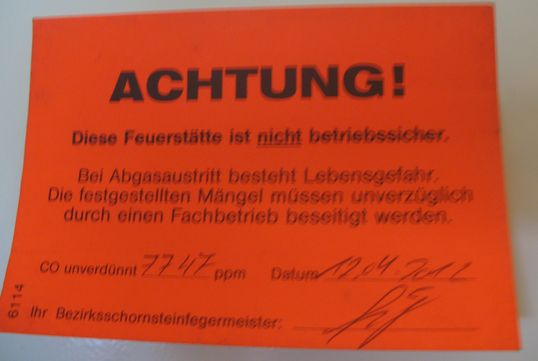 ACHTUNG!
Diese Feuerstätte ist nicht betriebssicher.
Bei Abgasaustritt besteht Lebensgefahr.
Die festgestellten Mängel müssen unverzüglich
durch einen Fachbetrieb beseitigt werden.
CO unverdünnt 7747 ppm Datum 12.04.2012
Ihr Bezirksschornsteinfegermeister:
6114